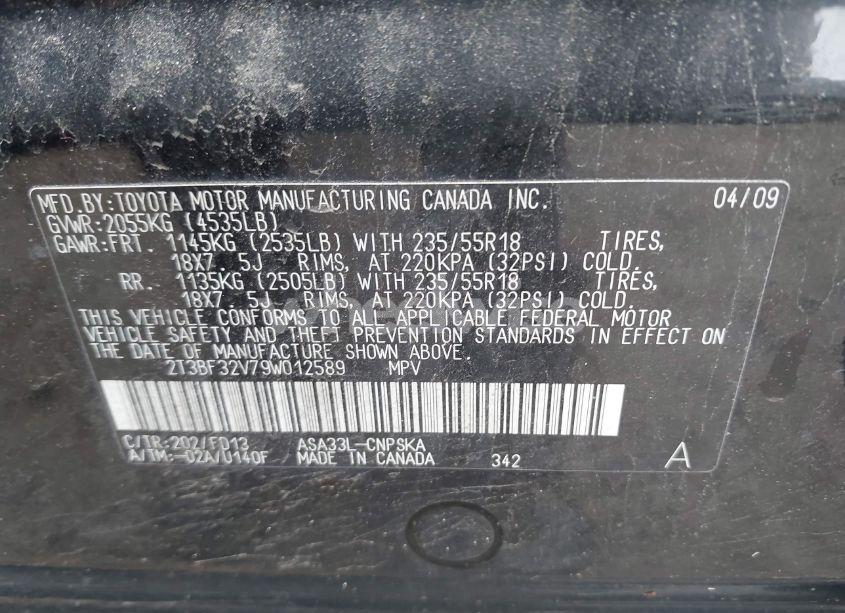 MFD.BY:TOYOTA MOTOR MANUFACTURING CANADA INC. 04/09
GVWR:2055KG (4535LB)
GAWR:FRT. 1145KG (2535LB) WITH 235/55R18 TIRES,
18X7 5J RIMS, AT 220KPA (32PSI) COLD.
RR. 1135KG (2505LB) WITH 235/55R18 TIRES,
18X7 5J RIMS, AT 220KPA (32PSI) COLD.
THIS VEHICLE CONFORMS TO ALL APPLICABLE FEDERAL MOTOR
VEHICLE SAFETY AND THEFT PREVENTION STANDARDS IN EFFECT ON
THE DATE OF MANUFACTURE SHOWN ABOVE.
2T3BF32V79W012589 MPV
C/TR:202/FD13 ASA33L-CNPSKA
A/TM:-02A/U140F MADE IN CANADA 342 A